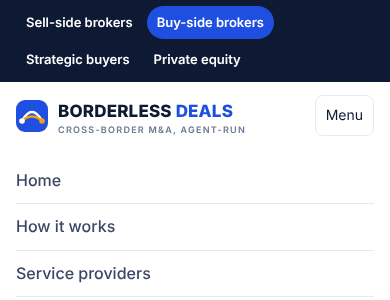 Sell-side brokers Buy-side brokers
Strategic buyers Private equity
BORDERLESS DEALS
CROSS-BORDER M&A, AGENT-RUN
Menu
Home
How it works
Service providers